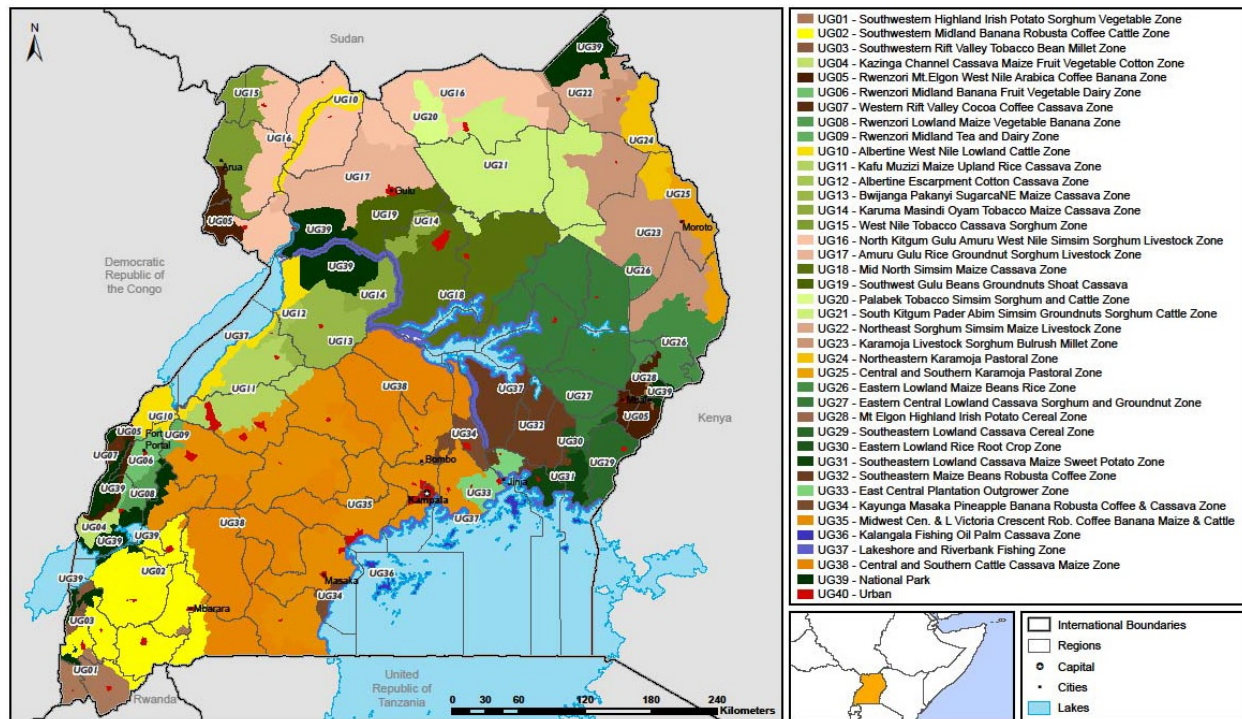 N
Sudan
UG39
UG15
UG10
UG16
UG22
UG20
UG16
UG24
Arua
UG21
UG17
UG25
Gulu
UG05
UG19
UG14
Moroto
UG39
UG23
Democratic
Republic of
the Congo
UG39
UG26
UG14
UG18
UG12
UG37
UG13
UG26
UG11
UG38
UG37
UG28
UG27
UG39
UG10
UG05
Kenya
UG05
UG09
UG32
Fort
Portal
UG34
UG30
UG07
UG06
Bombo
UG29
UG39
UG08
UG33
Jinja
UG31
Kampala
UG35
UG04
UG38
UG37
UG39
UG39
UG02
UG39
UG36
Masaka
UG34
Mbarara
UG03
UG01
United
Republic of
Tanzania
Rwanda
0 30 60 120 180 240
Kilometers
UG01 - Southwestern Highland Irish Potato Sorghum Vegetable Zone
UG02 - Southwestern Midland Banana Robusta Coffee Cattle Zone
UG03 - Southwestern Rift Valley Tobacco Bean Millet Zone
UG04 - Kazinga Channel Cassava Maize Fruit Vegetable Cotton Zone
UG05 - Rwenzori Mt.Elgon West Nile Arabica Coffee Banana Zone
UG06 - Rwenzori Midland Banana Fruit Vegetable Dairy Zone
UG07 - Western Rift Valley Cocoa Coffee Cassava Zone
UG08 - Rwenzori Lowland Maize Vegetable Banana Zone
UG09 - Rwenzori Midland Tea and Dairy Zone
UG10 - Albertine West Nile Lowland Cattle Zone
UG11 - Kafu Muzizi Maize Upland Rice Cassava Zone
UG12 - Albertine Escarpment Cotton Cassava Zone
UG13 - Bwijanga Pakanyi SugarcaNE Maize Cassava Zone
UG14 - Karuma Masindi Oyam Tobacco Maize Cassava Zone
UG15 - West Nile Tobacco Cassava Sorghum Zone
UG16 - North Kitgum Gulu Amuru West Nile Simsim Sorghum Livestock Zone
UG17 - Amuru Gulu Rice Groundnut Sorghum Livestock Zone
UG18 - Mid North Simsim Maize Cassava Zone
UG19 - Southwest Gulu Beans Groundnuts Shoat Cassava
UG20 - Palabek Tobacco Simsim Sorghum and Cattle Zone
UG21 - South Kitgum Pader Abim Simsim Groundnuts Sorghum Cattle Zone
UG22 - Northeast Sorghum Simsim Maize Livestock Zone
UG23 - Karamoja Livestock Sorghum Bulrush Millet Zone
UG24 - Northeastern Karamoja Pastoral Zone
UG25 - Central and Southern Karamoja Pastoral Zone
UG26 - Eastern Lowland Maize Beans Rice Zone
UG27 - Eastern Central Lowland Cassava Sorghum and Groundnut Zone
UG28 - Mt Elgon Highland Irish Potato Cereal Zone
UG29 - Southeastern Lowland Cassava Cereal Zone
UG30 - Eastern Lowland Rice Root Crop Zone
UG31 - Southeastern Lowland Cassava Maize Sweet Potato Zone
UG32 - Southeastern Maize Beans Robusta Coffee Zone
UG33 - East Central Plantation Outgrower Zone
UG34 - Kayunga Masaka Pineapple Banana Robusta Coffee & Cassava Zone
UG35 - Midwest Cen. & L Victoria Crescent Rob. Coffee Banana Maize & Cattle
UG36 - Kalangala Fishing Oil Palm Cassava Zone
UG37 - Lakeshore and Riverbank Fishing Zone
UG38 - Central and Southern Cattle Cassava Maize Zone
UG39 - National Park
UG40 - Urban
International Boundaries
Regions
Capital
Cities
Lakes